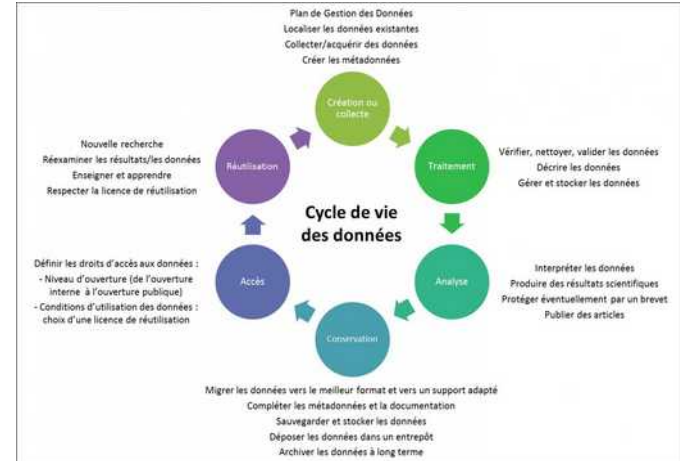 Plan de Gestion des Données
Localiser les données existantes
Collecter/acquérir des données
Créer les métadonnées
Création ou
collecte
Vérifier, nettoyer, valider les données
Décrire les données
Gérer et stocker les données
Traitement
Interpréter les données
Produire des résultats scientifiques
Protéger éventuellement par un brevet
Publier des articles
Analyse
Conservation
Migrer les données vers le meilleur format et vers un support adapté
Compléter les métadonnées et la documentation
Sauvegarder et stocker les données
Déposer les données dans un entrepôt
Archiver les données à long terme
Accès
Définir les droits d'accès aux données :
- Niveau d'ouverture (de l'ouverture
interne à l'ouverture publique)
- Conditions d'utilisation des données :
choix d'une licence de réutilisation
Réutilisation
Nouvelle recherche
Réexaminer les résultats/les données
Enseigner et apprendre
Respecter la licence de réutilisation
Cycle de vie
des données